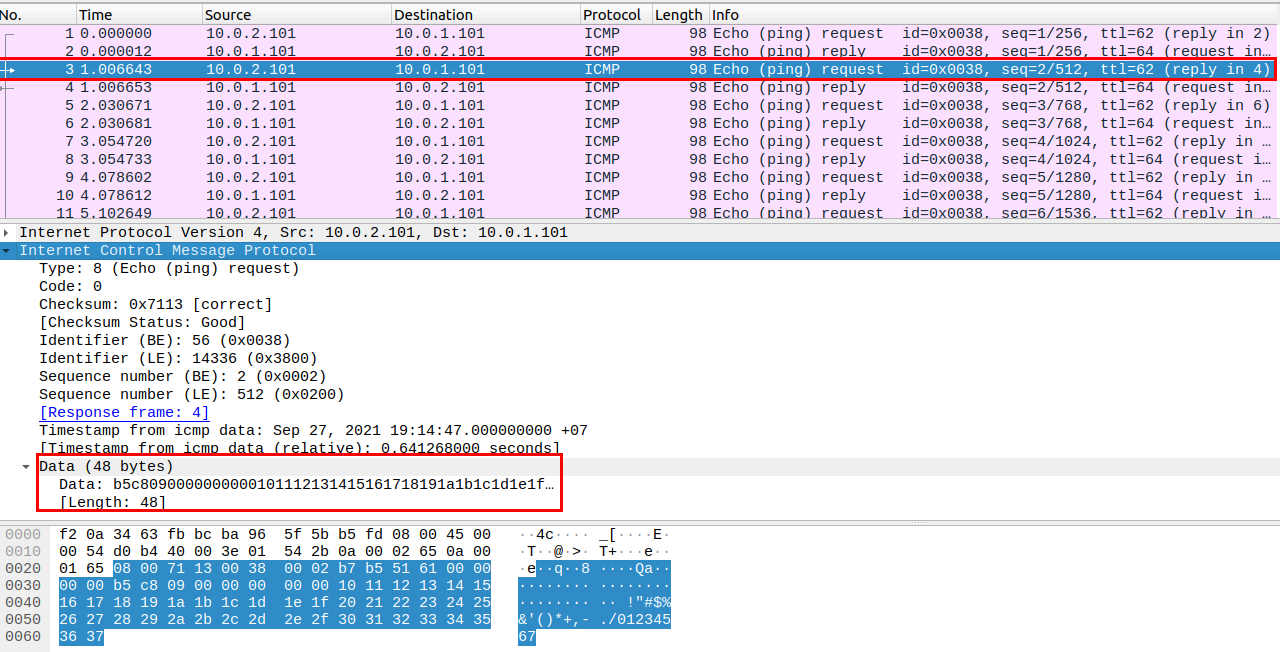 No. Time Source Destination Protocol Length Info
1 0.000000 10.0.2.101 10.0.1.101 ICMP 98 Echo (ping) request id=0x0038, seq=1/256, ttl=62 (reply in 2)
2 0.000012 10.0.1.101 10.0.2.101 ICMP 98 Echo (ping) reply id=0x0038, seq=1/256, ttl=64 (request in…
3 1.006643 10.0.2.101 10.0.1.101 ICMP 98 Echo (ping) request id=0x0038, seq=2/512, ttl=62 (reply in 4)
4 1.006653 10.0.1.101 10.0.2.101 ICMP 98 Echo (ping) reply id=0x0038, seq=2/512, ttl=64 (request in…
5 2.030671 10.0.2.101 10.0.1.101 ICMP 98 Echo (ping) request id=0x0038, seq=3/768, ttl=62 (reply in 6)
6 2.030681 10.0.1.101 10.0.2.101 ICMP 98 Echo (ping) reply id=0x0038, seq=3/768, ttl=64 (request in…
7 3.054720 10.0.2.101 10.0.1.101 ICMP 98 Echo (ping) request id=0x0038, seq=4/1024, ttl=62 (reply in …
8 3.054733 10.0.1.101 10.0.2.101 ICMP 98 Echo (ping) reply id=0x0038, seq=4/1024, ttl=64 (request i…
9 4.078602 10.0.2.101 10.0.1.101 ICMP 98 Echo (ping) request id=0x0038, seq=5/1280, ttl=62 (reply in …
10 4.078612 10.0.1.101 10.0.2.101 ICMP 98 Echo (ping) reply id=0x0038, seq=5/1280, ttl=64 (request i…
11 5.102649 10.0.2.101 10.0.1.101 ICMP 98 Echo (ping) request id=0x0038, seq=6/1536, ttl=62 (reply in …
Internet Protocol Version 4, Src: 10.0.2.101, Dst: 10.0.1.101
Internet Control Message Protocol
Type: 8 (Echo (ping) request)
Code: 0
Checksum: 0x7113 [correct]
[Checksum Status: Good]
Identifier (BE): 56 (0x0038)
Identifier (LE): 14336 (0x3800)
Sequence number (BE): 2 (0x0002)
Sequence number (LE): 512 (0x0200)
[Response frame: 4]
Timestamp from icmp data: Sep 27, 2021 19:14:47.000000000 +07
[Timestamp from icmp data (relative): 0.641268000 seconds]
Data (48 bytes)
Data: b5c8090000000000101112131415161718191a1b1c1d1e1f…
[Length: 48]
0000 f2 0a 34 63 fb bc ba 96 5f 5b b5 fd 08 00 45 00 ··4c···· _[····E·
0010 00 54 d0 b4 40 00 3e 01 54 2b 0a 00 02 65 0a 00 ·T··@·>· T+···e··
0020 01 65 08 00 71 13 00 38 00 02 b7 b5 51 61 00 00 ·e··q··8 ····Qa··
0030 00 00 b5 c8 09 00 00 00 00 00 10 11 12 13 14 15 ········ ········
0040 16 17 18 19 1a 1b 1c 1d 1e 1f 20 21 22 23 24 25 ········ ·· !"#$%
0050 26 27 28 29 2a 2b 2c 2d 2e 2f 30 31 32 33 34 35 &'()*+,- ./012345
0060 36 37 67